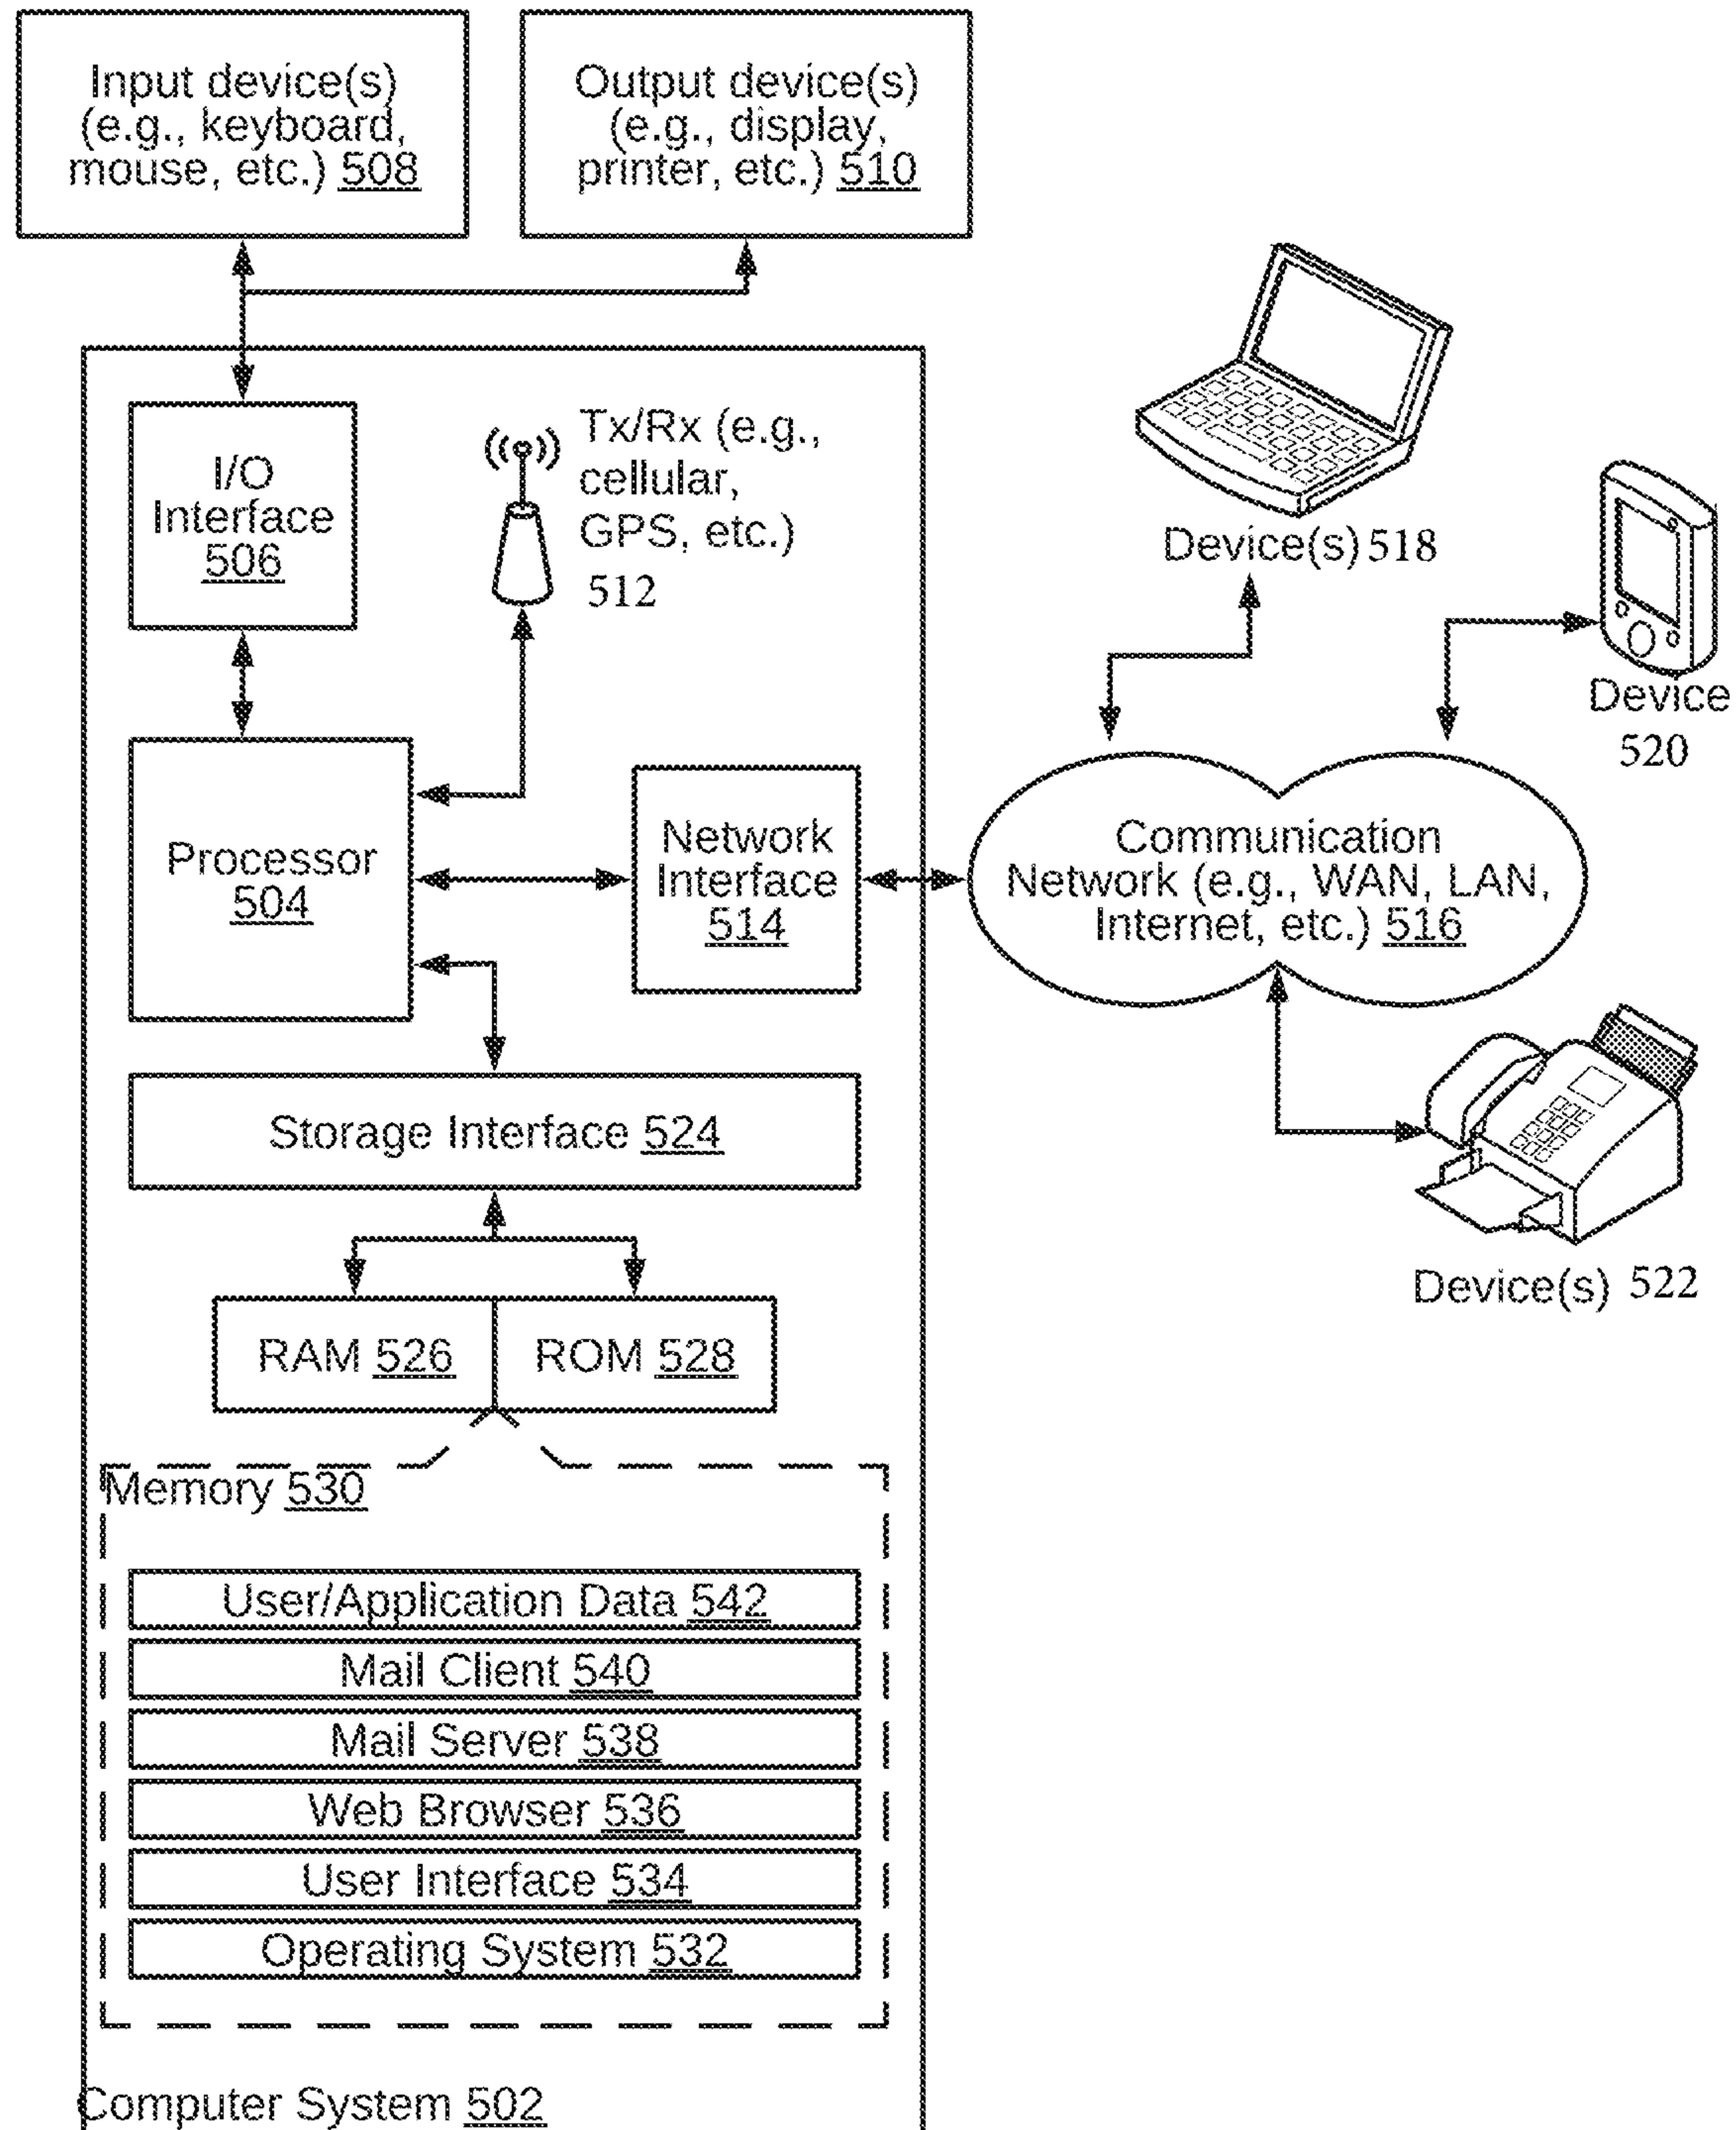 Input device(s)
(e.g., keyboard,
mouse, etc.) 508
Output device(s)
(e.g., display,
printer, etc.) 510
I/O
Interface
506
Tx/Rx (e.g.,
cellular,
GPS, etc.)
512
Device(s) 518
Device
520
Processor
504
Network
Interface
514
Communication
Network (e.g., WAN, LAN,
Internet, etc.) 516
Storage Interface 524
Device(s) 522
RAM 526
ROM 528
Memory 530
User/Application Data 542
Mail Client 540
Mail Server 538
Web Browser 536
User Interface 534
Operating System 532
Computer System 502